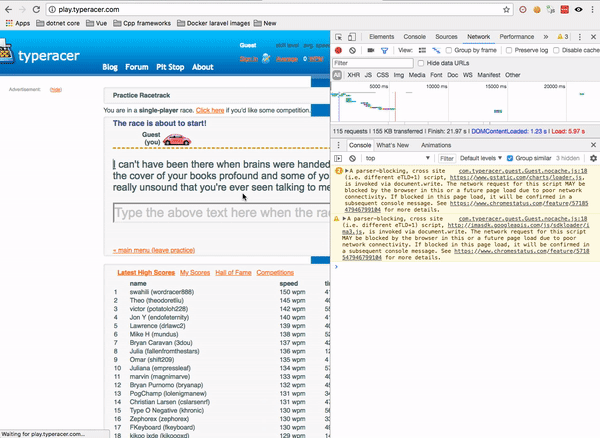 play.typeracer.com
Apps dotnet core Vue Cpp frameworks Docker laravel images New
typeracer
Guest
Sign in Average 0 WPM
Blog Forum Pit Stop About
Advertisement:
Practice Racetrack
You are in a single-player race. Click here if you'd like some competition.
The race is about to start!
Guest
(you)
I can't have been there when brains were handed
the cover of your books profound and some of you
really unsound that you're ever seen talking to me
Type the above text here when the rac
« main menu (leave practice)
Latest High Scores My Scores Hall of Fame Competitions
name speed
1 swahili (wordracer888) 150 wpm
2 Theo (theodoretliu) 145 wpm
3 victor (potatoloh228) 142 wpm
4 Jon Y (endofeternity) 140 wpm
5 Lawrence (drlawc2) 139 wpm
6 Mike H (mundus) 138 wpm
7 Bryan Caravan (3dou) 137 wpm
8 Julia (fallenfromthestars) 136 wpm
9 Omar (shift209) 135 wpm
10 Juliana (empressleaf) 134 wpm
11 marvin (magnimarve) 133 wpm
12 Bryan Purnomo (bryanap) 132 wpm
13 PogChamp (lolenigmanew) 131 wpm
14 Christian Larsen (cslarsenrf) 131 wpm
15 Type O Negative (khronic) 130 wpm
16 Zephorex (zephorex) 130 wpm
17 FKeyboard (fkeyboard) 130 wpm
18 kikoo ixde (kikooqxd) 130 wpm
Waiting for play.typeracer.com...
Elements Console Sources Network Performance » 3
View: Group by frame Preserve log Disable cache
Filter Hide data URLs
All XHR JS CSS Img Media Font Doc WS Manifest Other
5000 ms 10000 ms 15000 ms 20000 ms
115 requests | 155 KB transferred | Finish: 21.97 s | DOMContentLoaded: 1.23 s | Load: 5.97 s
Console What's New Animations
top Filter Default levels Group similar 3 hidden
2 A parser-blocking, cross site com.typeracer.guest.Guest.nocache.js:18
(i.e. different eTLD+1) script, https://www.gstatic.com/charts/loader.js,
is invoked via document.write. The network request for this script MAY be
blocked by the browser in this or a future page load due to poor network
connectivity. If blocked in this page load, it will be confirmed in a
subsequent console message. See https://www.chromestatus.com/feature/5718
547946799104 for more details.
A parser-blocking, cross site com.typeracer.guest.Guest.nocache.js:18
(i.e. different eTLD+1) script, http://imasdk.googleapis.com/js/sdkloader/
ima3.js, is invoked via document.write. The network request for this script
MAY be blocked by the browser in this or a future page load due to poor
network connectivity. If blocked in this page load, it will be confirmed in
a subsequent console message. See https://www.chromestatus.com/feature/571
8547946799104 for more details.